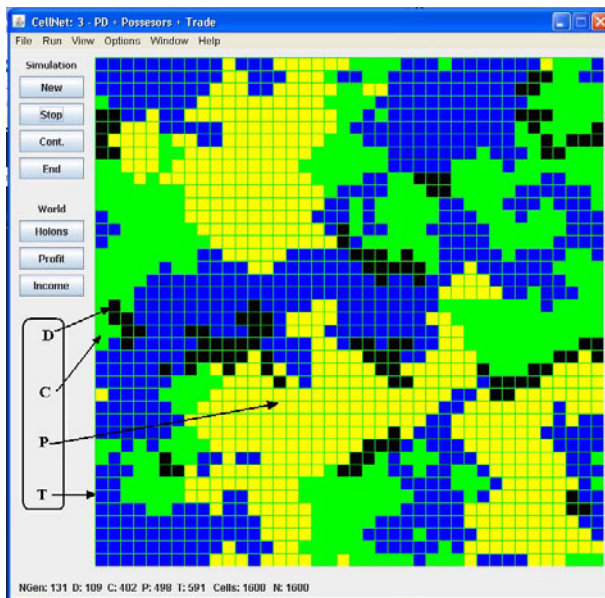 CellNet: 3 - PD + Possesors + Trade
File Run View Options Window Help
Simulation
New
Stop
Cont.
End
World
Holons
Profit
Income
D
C
P
T
NGen: 131 D: 109 C: 402 P: 498 T: 591 Cells: 1600 N: 1600